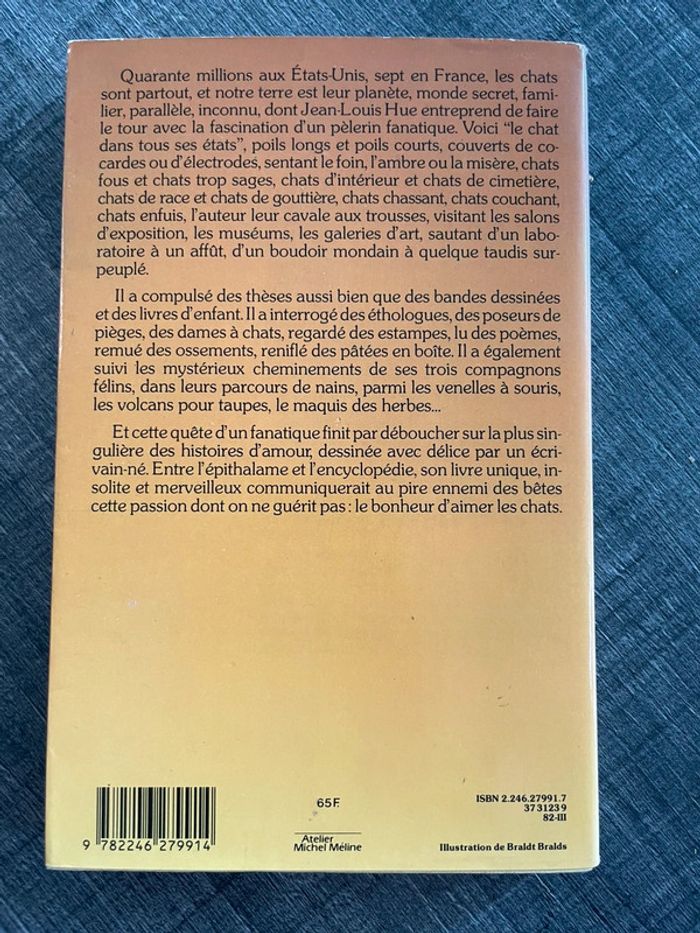 Quarante millions aux États-Unis, sept en France, les chats
sont partout, et notre terre est leur planète, monde secret, fami-
lier, parallèle, inconnu, dont Jean-Louis Hue entreprend de faire
le tour avec la fascination d'un pèlerin fanatique. Voici "le chat
dans tous ses états", poils longs et poils courts, couverts de co-
cardes ou d'électrodes, sentant le foin, l'ambre ou la misère, chats
fous et chats trop sages, chats d'intérieur et chats de cimetière,
chats de race et chats de gouttière, chats chassant, chats couchant,
chats enfuis, l'auteur leur cavale aux trousses, visitant les salons
d'exposition, les muséums, les galeries d'art, sautant d'un labo-
ratoire à un affût, d'un boudoir mondain à quelque taudis sur-
peuplé.
Il a compulsé des thèses aussi bien que des bandes dessinées
et des livres d'enfant. Il a interrogé des éthologues, des poseurs de
pièges, des dames à chats, regardé des estampes, lu des poèmes,
remué des ossements, reniflé des pâtées en boîte. Il a également
suivi les mystérieux cheminements de ses trois compagnons
félins, dans leurs parcours de nains, parmi les venelles à souris,
les volcans pour taupes, le maquis des herbes...
Et cette quête d'un fanatique finit par déboucher sur la plus sin-
gulière des histoires d'amour, dessinée avec délice par un écri-
vain-né. Entre l'épithalame et l'encyclopédie, son livre unique, in-
solite et merveilleux communiquerait au pire ennemi des bêtes
cette passion dont on ne guérit pas : le bonheur d'aimer les chats.
65 F.
ISBN 2.246.27991.7
37 3123 9
82-III
9 782246 279914
Atelier
Michel Méline
Illustration de Braldt Bralds